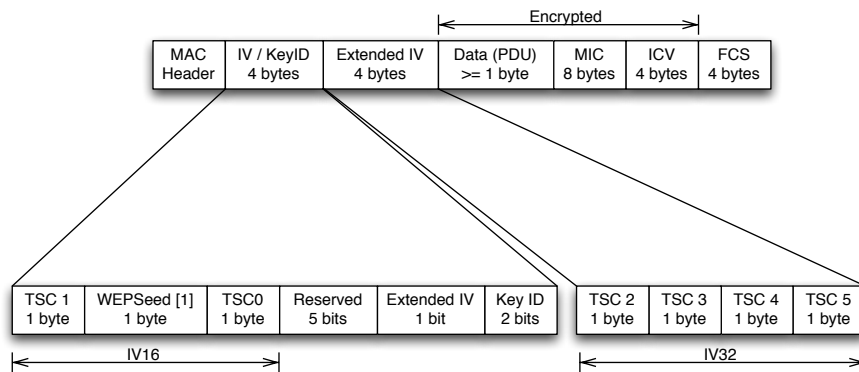 Encrypted
MAC Header
IV / KeyID 4 bytes
Extended IV 4 bytes
Data (PDU) >= 1 byte
MIC 8 bytes
ICV 4 bytes
FCS 4 bytes
TSC 1 1 byte
WEPSeed [1] 1 byte
TSC0 1 byte
Reserved 5 bits
Extended IV 1 bit
Key ID 2 bits
TSC 2 1 byte
TSC 3 1 byte
TSC 4 1 byte
TSC 5 1 byte
IV16
IV32